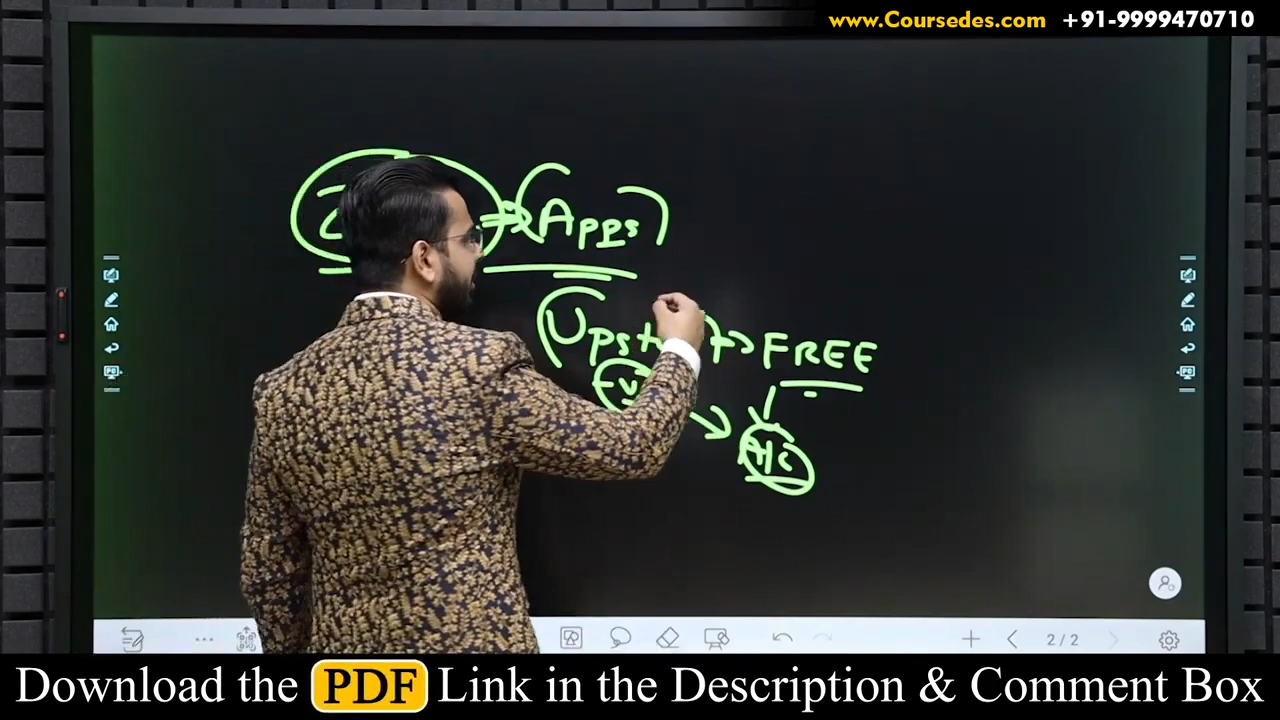 www.Coursedes.com +91-9999470710
(Apps)
FREE
A/C
2/2
Download the PDF Link in the Description & Comment Box